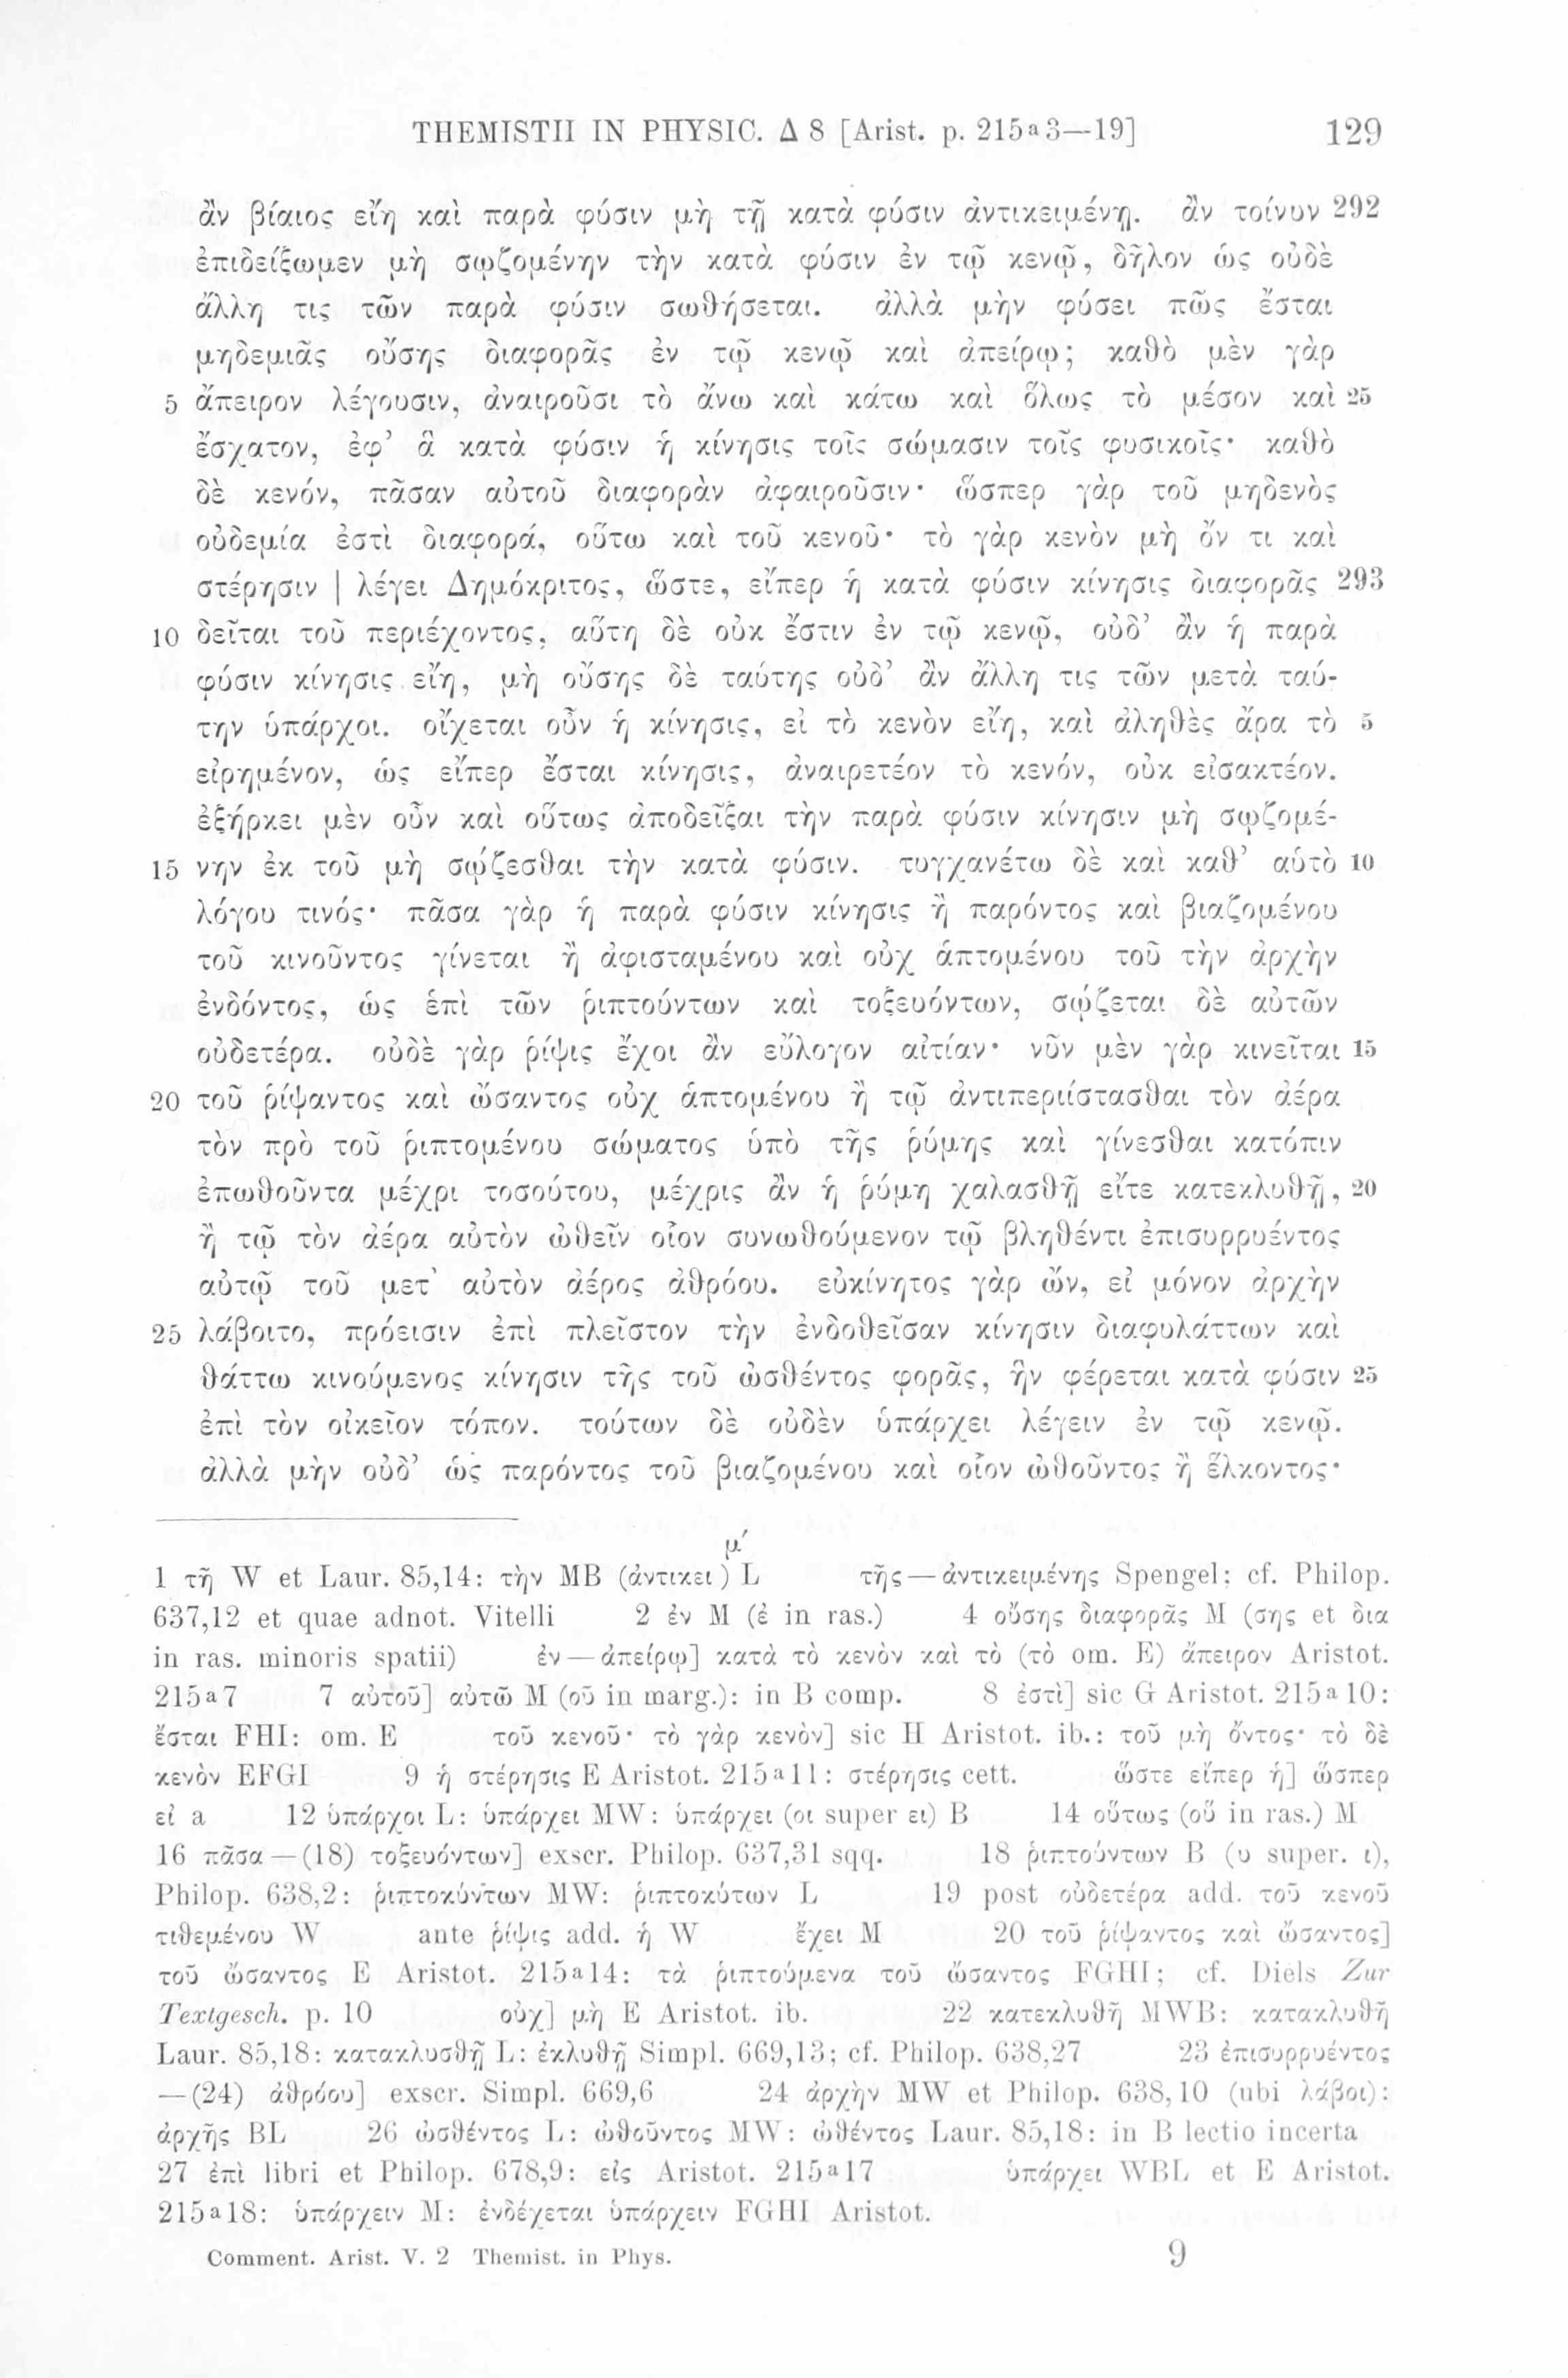 THEMISTII IN PHYSIC. Δ 8 [Arist. p. 215a3—19] 129
ἂν βίαιος εἴη καὶ παρὰ φύσιν μὴ τῇ κατὰ φύσιν ἀντικειμένῃ. ἂν τοίνυν 292
ἐπιδείξωμεν μὴ σῳζομένην τὴν κατὰ φύσιν ἐν τῷ κενῷ, δῆλον ὡς οὐδὲ
ἄλλη τις τῶν παρὰ φύσιν σωθήσεται. ἀλλὰ μὴν φύσει πῶς ἔσται
μηδεμιᾶς οὔσης διαφορᾶς ἐν τῷ κενῷ καὶ ἀπείρῳ; καθὸ μὲν γὰρ
5 ἄπειρον λέγουσιν, ἀναιροῦσι τὸ ἄνω καὶ κάτω καὶ ὅλως τὸ μέσον καὶ 25
ἔσχατον, ἐφ’ ἃ κατὰ φύσιν ἡ κίνησις τοῖς σώμασιν τοῖς φυσικοῖς· καθὸ
δὲ κενόν, πᾶσαν αὐτοῦ διαφορὰν ἀφαιροῦσιν· ὥσπερ γὰρ τοῦ μηδενὸς
οὐδεμία ἐστὶ διαφορά, οὕτω καὶ τοῦ κενοῦ· τὸ γὰρ κενὸν μὴ ὄν τι καὶ
στέρησιν | λέγει Δημόκριτος, ὥστε, εἴπερ ἡ κατὰ φύσιν κίνησις διαφορᾶς 293
10 δεῖται τοῦ περιέχοντος, αὕτη δὲ οὐκ ἔστιν ἐν τῷ κενῷ, οὐδ’ ἂν ἡ παρὰ
φύσιν κίνησις εἴη, μὴ οὔσης δὲ ταύτης οὐδ’ ἂν ἄλλη τις τῶν μετὰ ταύ-
την ὑπάρχοι. οἴχεται οὖν ἡ κίνησις, εἰ τὸ κενὸν εἴη, καὶ ἀληθὲς ἄρα τὸ 5
εἰρημένον, ὡς εἴπερ ἔσται κίνησις, ἀναιρετέον τὸ κενόν, οὐκ εἰσακτέον.
ἐξήρκει μὲν οὖν καὶ οὕτως ἀποδεῖξαι τὴν παρὰ φύσιν κίνησιν μὴ σῳζομέ-
15 νην ἐκ τοῦ μὴ σῴζεσθαι τὴν κατὰ φύσιν. τυγχανέτω δὲ καὶ καθ’ αὑτὸ 10
λόγου τινός· πᾶσα γὰρ ἡ παρὰ φύσιν κίνησις ἢ παρόντος καὶ βιαζομένου
τοῦ κινοῦντος γίνεται ἢ ἀφισταμένου καὶ οὐχ ἁπτομένου τοῦ τὴν ἀρχὴν
ἐνδόντος, ὡς ἐπὶ τῶν ῥιπτούντων καὶ τοξευόντων, σῴζεται δὲ αὐτῶν
οὐδετέρα. οὐδὲ γὰρ ῥίψις ἔχοι ἂν εὔλογον αἰτίαν· νῦν μὲν γὰρ κινεῖται 15
20 τοῦ ῥίψαντος καὶ ὤσαντος οὐχ ἁπτομένου ἢ τῷ ἀντιπεριίστασθαι τὸν ἀέρα
τὸν πρὸ τοῦ ῥιπτομένου σώματος ὑπὸ τῆς ῥύμης καὶ γίνεσθαι κατόπιν
ἐπωθοῦντα μέχρι τοσούτου, μέχρις ἂν ἡ ῥύμη χαλασθῇ εἴτε κατεκλυθῇ, 20
ἢ τῷ τὸν ἀέρα αὐτὸν ὠθεῖν οἷον συνωθούμενον τῷ βληθέντι ἐπισυρρυέντος
αὐτῷ τοῦ μετ’ αὐτὸν ἀέρος ἀθρόου. εὐκίνητος γὰρ ὤν, εἰ μόνον ἀρχὴν
25 λάβοιτο, πρόεισιν ἐπὶ πλεῖστον τὴν ἐνδοθεῖσαν κίνησιν διαφυλάττων καὶ
θάττω κινούμενος κίνησιν τῆς τοῦ ὠσθέντος φορᾶς, ἣν φέρεται κατὰ φύσιν 25
ἐπὶ τὸν οἰκεῖον τόπον. τούτων δὲ οὐδὲν ὑπάρχει λέγειν ἐν τῷ κενῷ.
ἀλλὰ μὴν οὐδ’ ὡς παρόντος τοῦ βιαζομένου καὶ οἷον ὠθοῦντος ἢ ἕλκοντος·
1 τῇ W et Laur. 85,14: τὴν MB (ἀντικει μ´) L τῆς — ἀντικειμένης Spengel; cf. Philop.
637,12 et quae adnot. Vitelli 2 ἐν M (ἐ in ras.) 4 οὔσης διαφορᾶς M (σης et δια
in ras. minoris spatii) ἐν — ἀπείρῳ] κατὰ τὸ κενὸν καὶ τὸ (τὸ om. E) ἄπειρον Aristot.
215a7 7 αὐτοῦ] αὐτῶ M (οῦ in marg.): in B comp. 8 ἐστὶ] sic G Aristot. 215a10:
ἔσται FHI: om. E τοῦ κενοῦ· τὸ γὰρ κενὸν] sic H Aristot. ib.: τοῦ μὴ ὄντος· τὸ δὲ
κενὸν EFGI 9 ἡ στέρησις E Aristot. 215a11: στέρησις cett. ὥστε εἴπερ ἡ] ὥσπερ
εἰ a 12 ὑπάρχοι L: ὑπάρχει MW: ὑπάρχει (οι super ει) B 14 οὕτως (οὕ in ras.) M
16 πᾶσα — (18) τοξευόντων] exscr. Philop. 637,31 sqq. 18 ῥιπτούντων B (υ super. ι),
Philop. 638,2: ῥιπτοκύντων MW: ῥιπτοκύτων L 19 post οὐδετέρα add. τοῦ κενοῦ
τιθεμένου W ante ῥίψις add. ἡ W ἔχει M 20 τοῦ ῥίψαντος καὶ ὤσαντος]
τοῦ ὤσαντος E Aristot. 215a14: τὰ ῥιπτούμενα τοῦ ὤσαντος FGHI; cf. Diels Zur
Textgesch. p. 10 οὐχ] μὴ E Aristot. ib. 22 κατεκλυθῇ MWB: κατακλυθῇ
Laur. 85,18: κατακλυσθῇ L: ἐκλυθῇ Simpl. 669,13; cf. Philop. 638,27 23 ἐπισυρρυέντος
— (24) ἀθρόου] exscr. Simpl. 669,6 24 ἀρχὴν MW et Philop. 638,10 (ubi λάβοι):
ἀρχῆς BL 26 ὠσθέντος L: ὠθοῦντος MW: ὠθέντος Laur. 85,18: in B lectio incerta
27 ἐπὶ libri et Philop. 678,9: εἰς Aristot. 215a17 ὑπάρχει WBL et E Aristot.
215a18: ὑπάρχειν M: ἐνδέχεται ὑπάρχειν FGHI Aristot.
Comment. Arist. V. 2 Themist. in Phys. 9